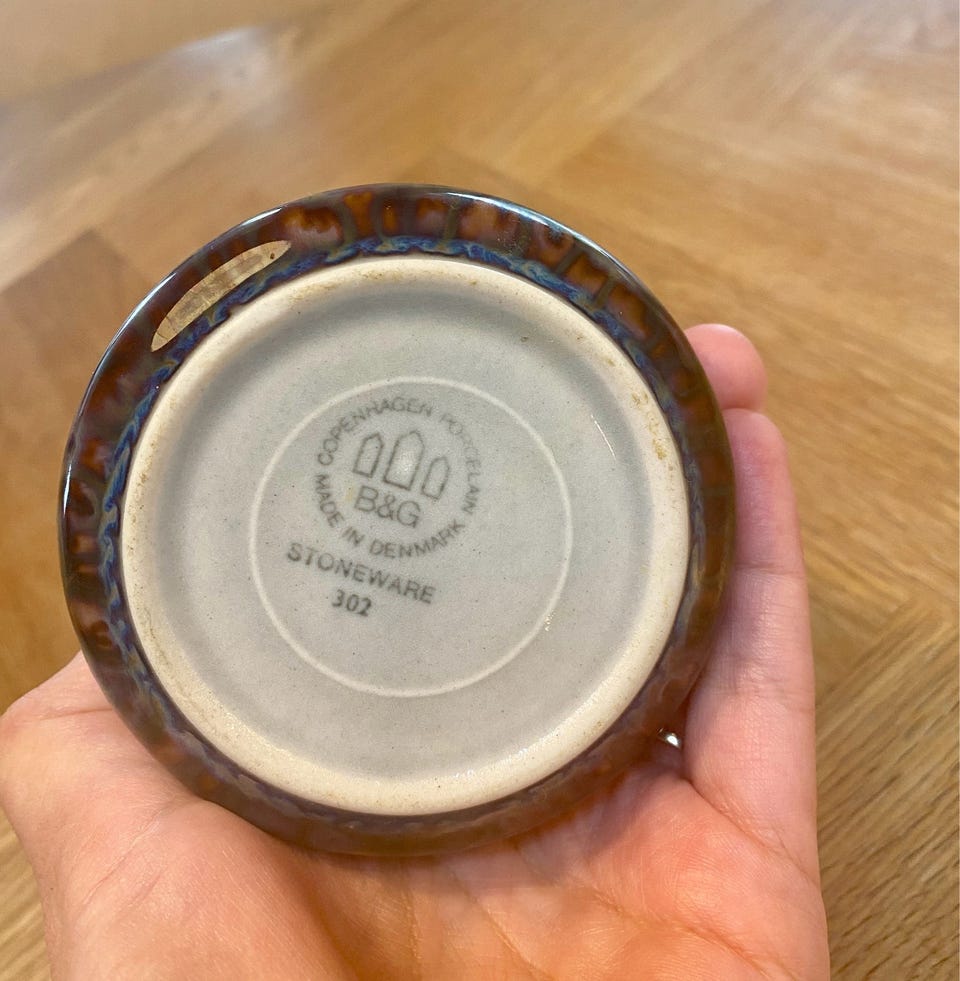 COPENHAGEN PORCELAIN
B&G
MADE IN DENMARK
STONEWARE
302